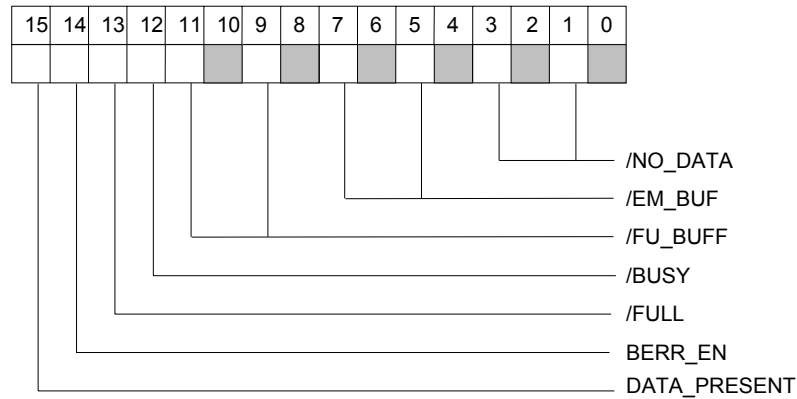 15 14 13 12 11 10 9 8 7 6 5 4 3 2 1 0
/NO_DATA
/EM_BUF
/FU_BUFF
/BUSY
/FULL
BERR_EN
DATA_PRESENT